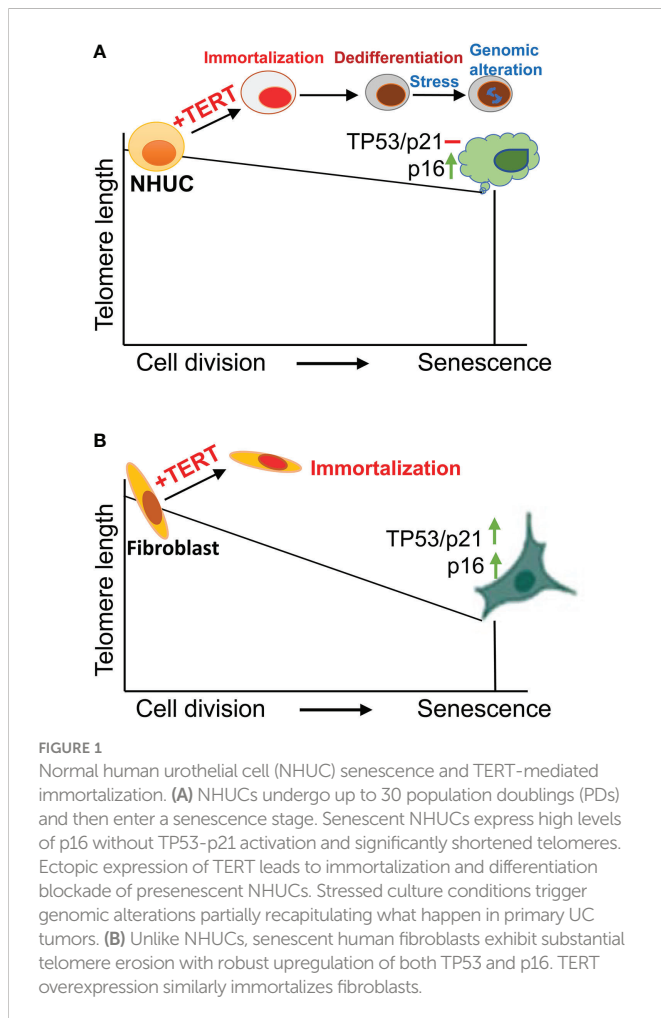 A
Immortalization Dedifferentiation Genomic
Stress alteration
+TERT
TP53/p21
p16
NHUC
Telomere length
Cell division Senescence
B
+TERT
Immortalization
TP53/p21
p16
Fibroblast
Telomere length
Cell division Senescence
FIGURE 1
Normal human urothelial cell (NHUC) senescence and TERT-mediated
immortalization. (A) NHUCs undergo up to 30 population doublings (PDs)
and then enter a senescence stage. Senescent NHUCs express high levels
of p16 without TP53-p21 activation and significantly shortened telomeres.
Ectopic expression of TERT leads to immortalization and differentiation
blockade of presenescent NHUCs. Stressed culture conditions trigger
genomic alterations partially recapitulating what happen in primary UC
tumors. (B) Unlike NHUCs, senescent human fibroblasts exhibit substantial
telomere erosion with robust upregulation of both TP53 and p16. TERT
overexpression similarly immortalizes fibroblasts.